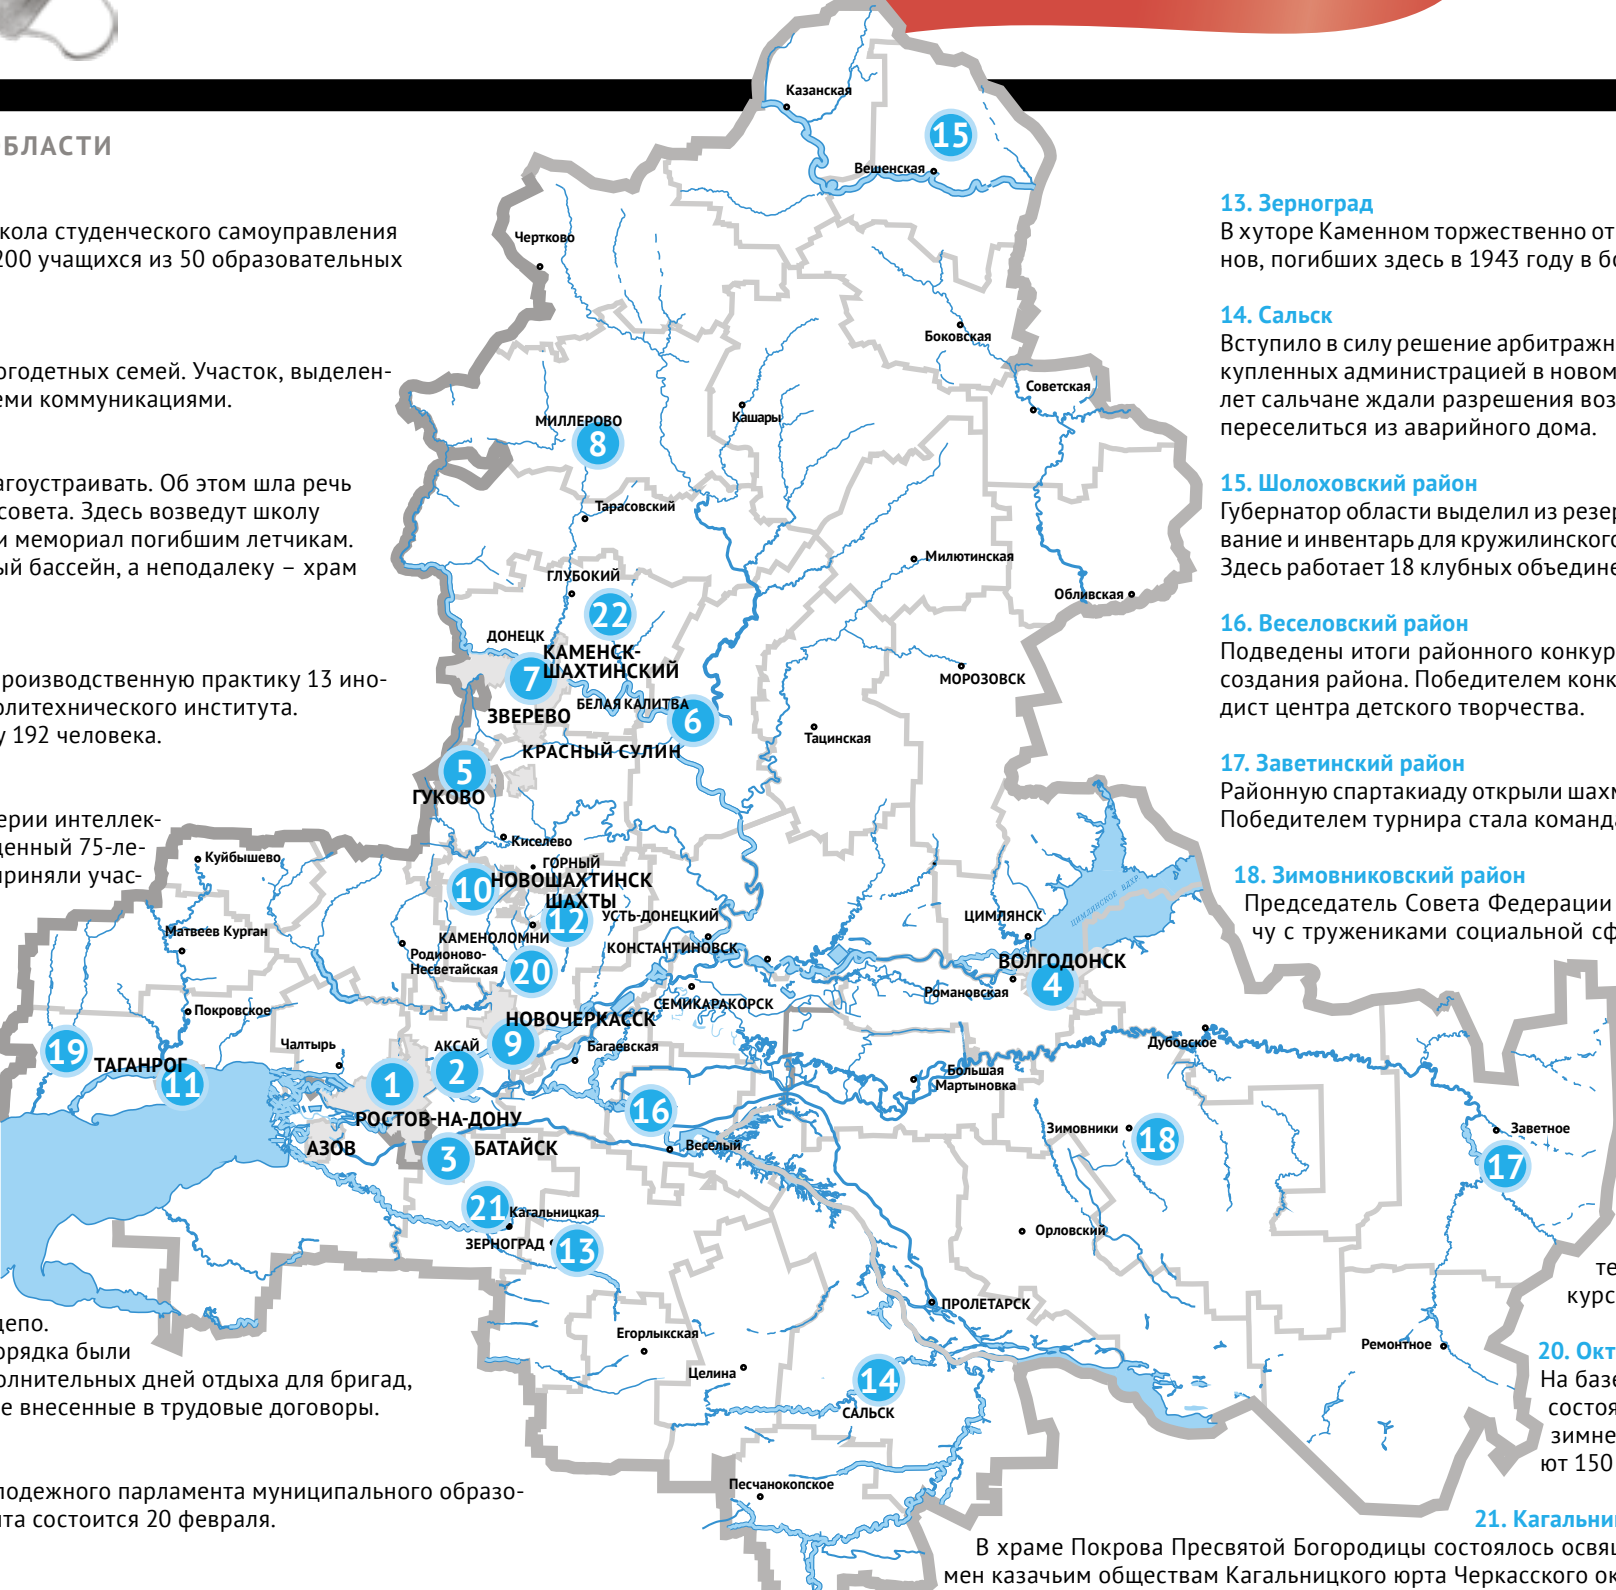 БЛАСТИ
кола студенческого самоуправления
200 учащихся из 50 образовательных
огодетных семей. Участок, выделен-
еми коммуникациями.
агоустраивать. Об этом шла речь
совета. Здесь возведут школу
и мемориал погибшим летчикам.
ый бассейн, а неподалеку – храм
роизводственную практику 13 ино-
олитехнического института.
у 192 человека.
ерии интеллек-
денный 75-ле-
приняли учас-
депо.
орядка были
олнительных дней отдыха для бригад,
е внесенные в трудовые договоры.
лодежного парламента муниципального образо-
нта состоится 20 февраля.
Казанская
15
Вешенская
Чертково
Боковская
Советская
Кашары
МИЛЛЕРОВО
8
Тарасовский
Милютинская
Обливская
ГЛУБОКИЙ
22
ДОНЕЦК
КАМЕНСК-
ШАХТИНСКИЙ
7
БЕЛАЯ КАЛИТВА
6
МОРОЗОВСК
ЗВЕРЕВО
Тацинская
КРАСНЫЙ СУЛИН
5
ГУКОВО
Киселево
Куйбышево
ГОРНЫЙ
10
НОВОШАХТИНСК
ШАХТЫ
12
УСТЬ-ДОНЕЦКИЙ
ЦИМЛЯНСК
ЦИМЛЯНСКОЕ ВДХР.
Матвеев Курган
КАМЕНОЛОМНИ
КОНСТАНТИНОВСК
Родионово-
Несветайская
20
ВОЛГОДОНСК
4
Романовская
СЕМИКАРАКОРСК
Покровское
НОВОЧЕРКАССК
9
19
ТАГАНРОГ
11
Чалтырь
АКСАЙ
2
Багаевская
Дубовское
1
РОСТОВ-НА-ДОНУ
Большая
Мартыновка
16
АЗОВ
3
БАТАЙСК
Веселый
Зимовники
18
Заветное
17
21
Кагальницкая
ЗЕРНОГРАД
13
Орловский
ПРОЛЕТАРСК
Егорлыкская
Ремонтное
Целина
14
САЛЬСК
Песчанокопское
13. Зерноград
В хуторе Каменном торжественно от
нов, погибших здесь в 1943 году в бо
14. Сальск
Вступило в силу решение арбитражн
купленных администрацией в новом
лет сальчане ждали разрешения воз
переселиться из аварийного дома.
15. Шолоховский район
Губернатор области выделил из резер
вание и инвентарь для кружилинского
Здесь работает 18 клубных объедине
16. Веселовский район
Подведены итоги районного конкур
создания района. Победителем конк
дист центра детского творчества.
17. Заветинский район
Районную спартакиаду открыли шахм
Победителем турнира стала команда
18. Зимовниковский район
Председатель Совета Федерации
чу с тружениками социальной сф
те
курс
20. Окт
На базе
состоя
зимне
ют 150
21. Кагальни
В храме Покрова Пресвятой Богородицы состоялось освящ
мен казачьим обществам Кагальницкого юрта Черкасского ок